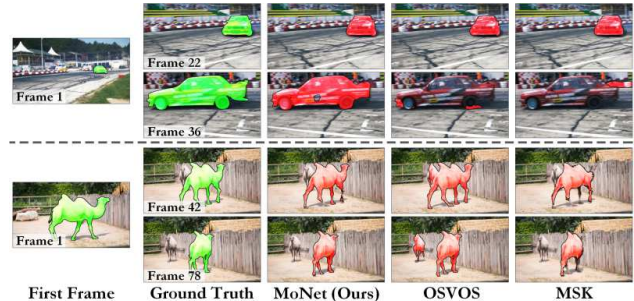 Frame 22
Frame 1
Frame 36
Frame 42
Frame 1
Frame 78
First Frame Ground Truth MoNet (Ours) OSVOS MSK